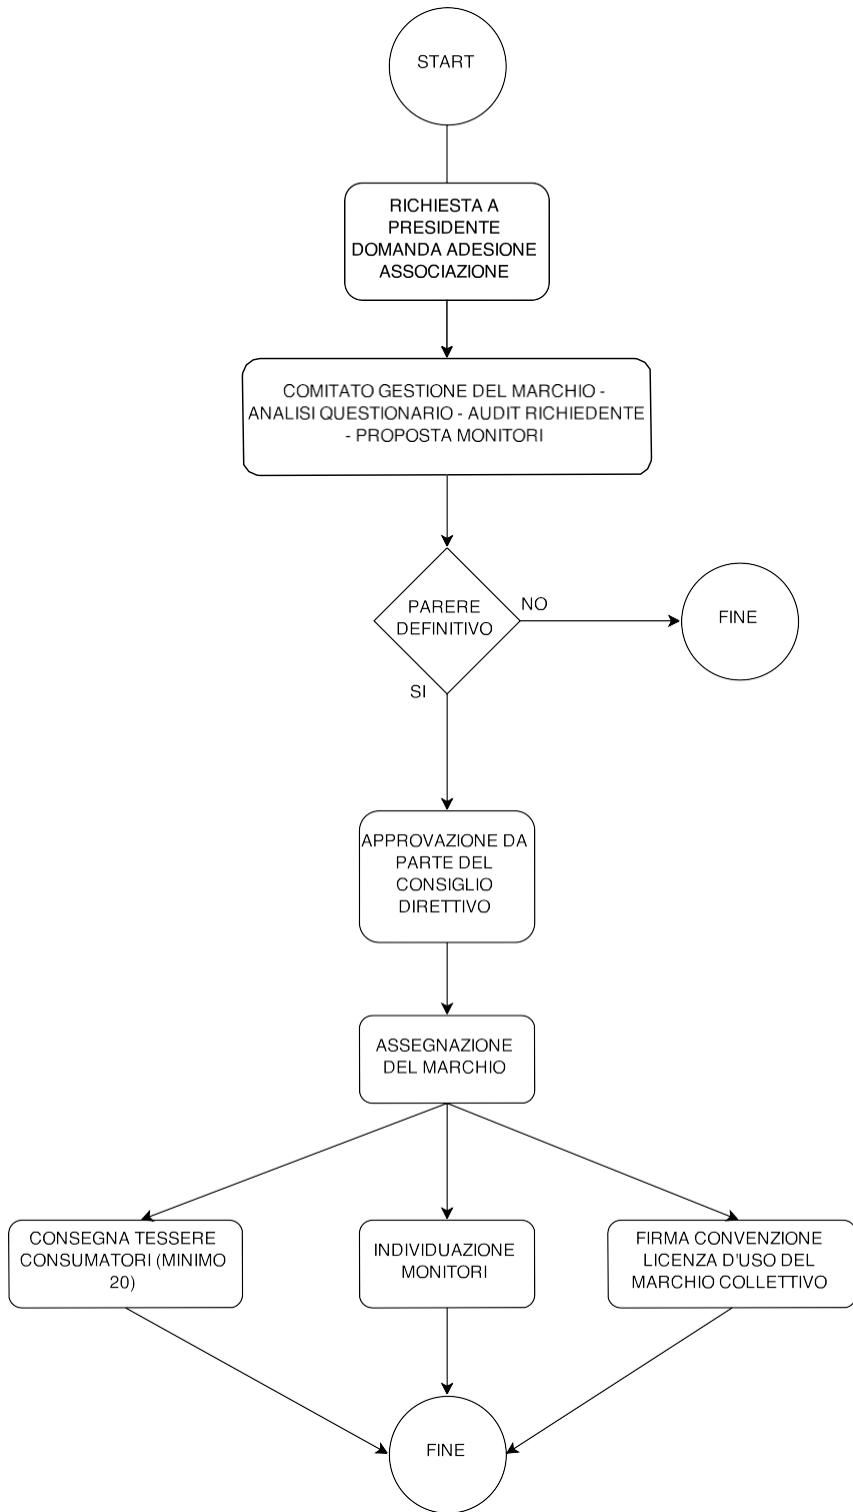 START
RICHIESTA A
PRESIDENTE
DOMANDA ADESIONE
ASSOCIAZIONE
COMITATO GESTIONE DEL MARCHIO -
ANALISI QUESTIONARIO - AUDIT RICHIEDENTE
- PROPOSTA MONITORI
PARERE
DEFINITIVO
NO
FINE
SI
APPROVAZIONE DA
PARTE DEL
CONSIGLIO
DIRETTIVO
ASSEGNAZIONE
DEL MARCHIO
CONSEGNA TESSERE
CONSUMATORI (MINIMO
20)
INDIVIDUAZIONE
MONITORI
FIRMA CONVENZIONE
LICENZA D'USO DEL
MARCHIO COLLETTIVO
FINE